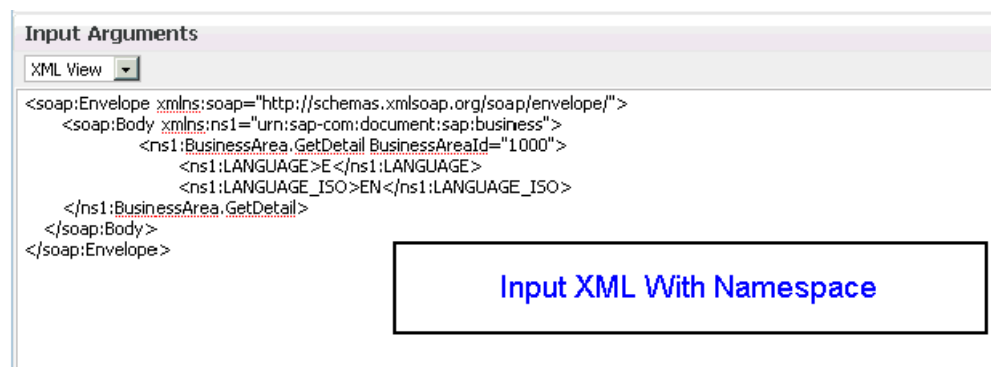 Input Arguments
XML View
<soap:Envelope xmlns:soap="http://schemas.xmlsoap.org/soap/envelope/">
<soap:Body xmlns:ns1="urn:sap-com:document:sap:business">
<ns1:BusinessArea.GetDetail BusinessAreaId="1000">
<ns1:LANGUAGE>E</ns1:LANGUAGE>
<ns1:LANGUAGE_ISO>EN</ns1:LANGUAGE_ISO>
</ns1:BusinessArea.GetDetail>
</soap:Body>
</soap:Envelope>
Input XML With Namespace